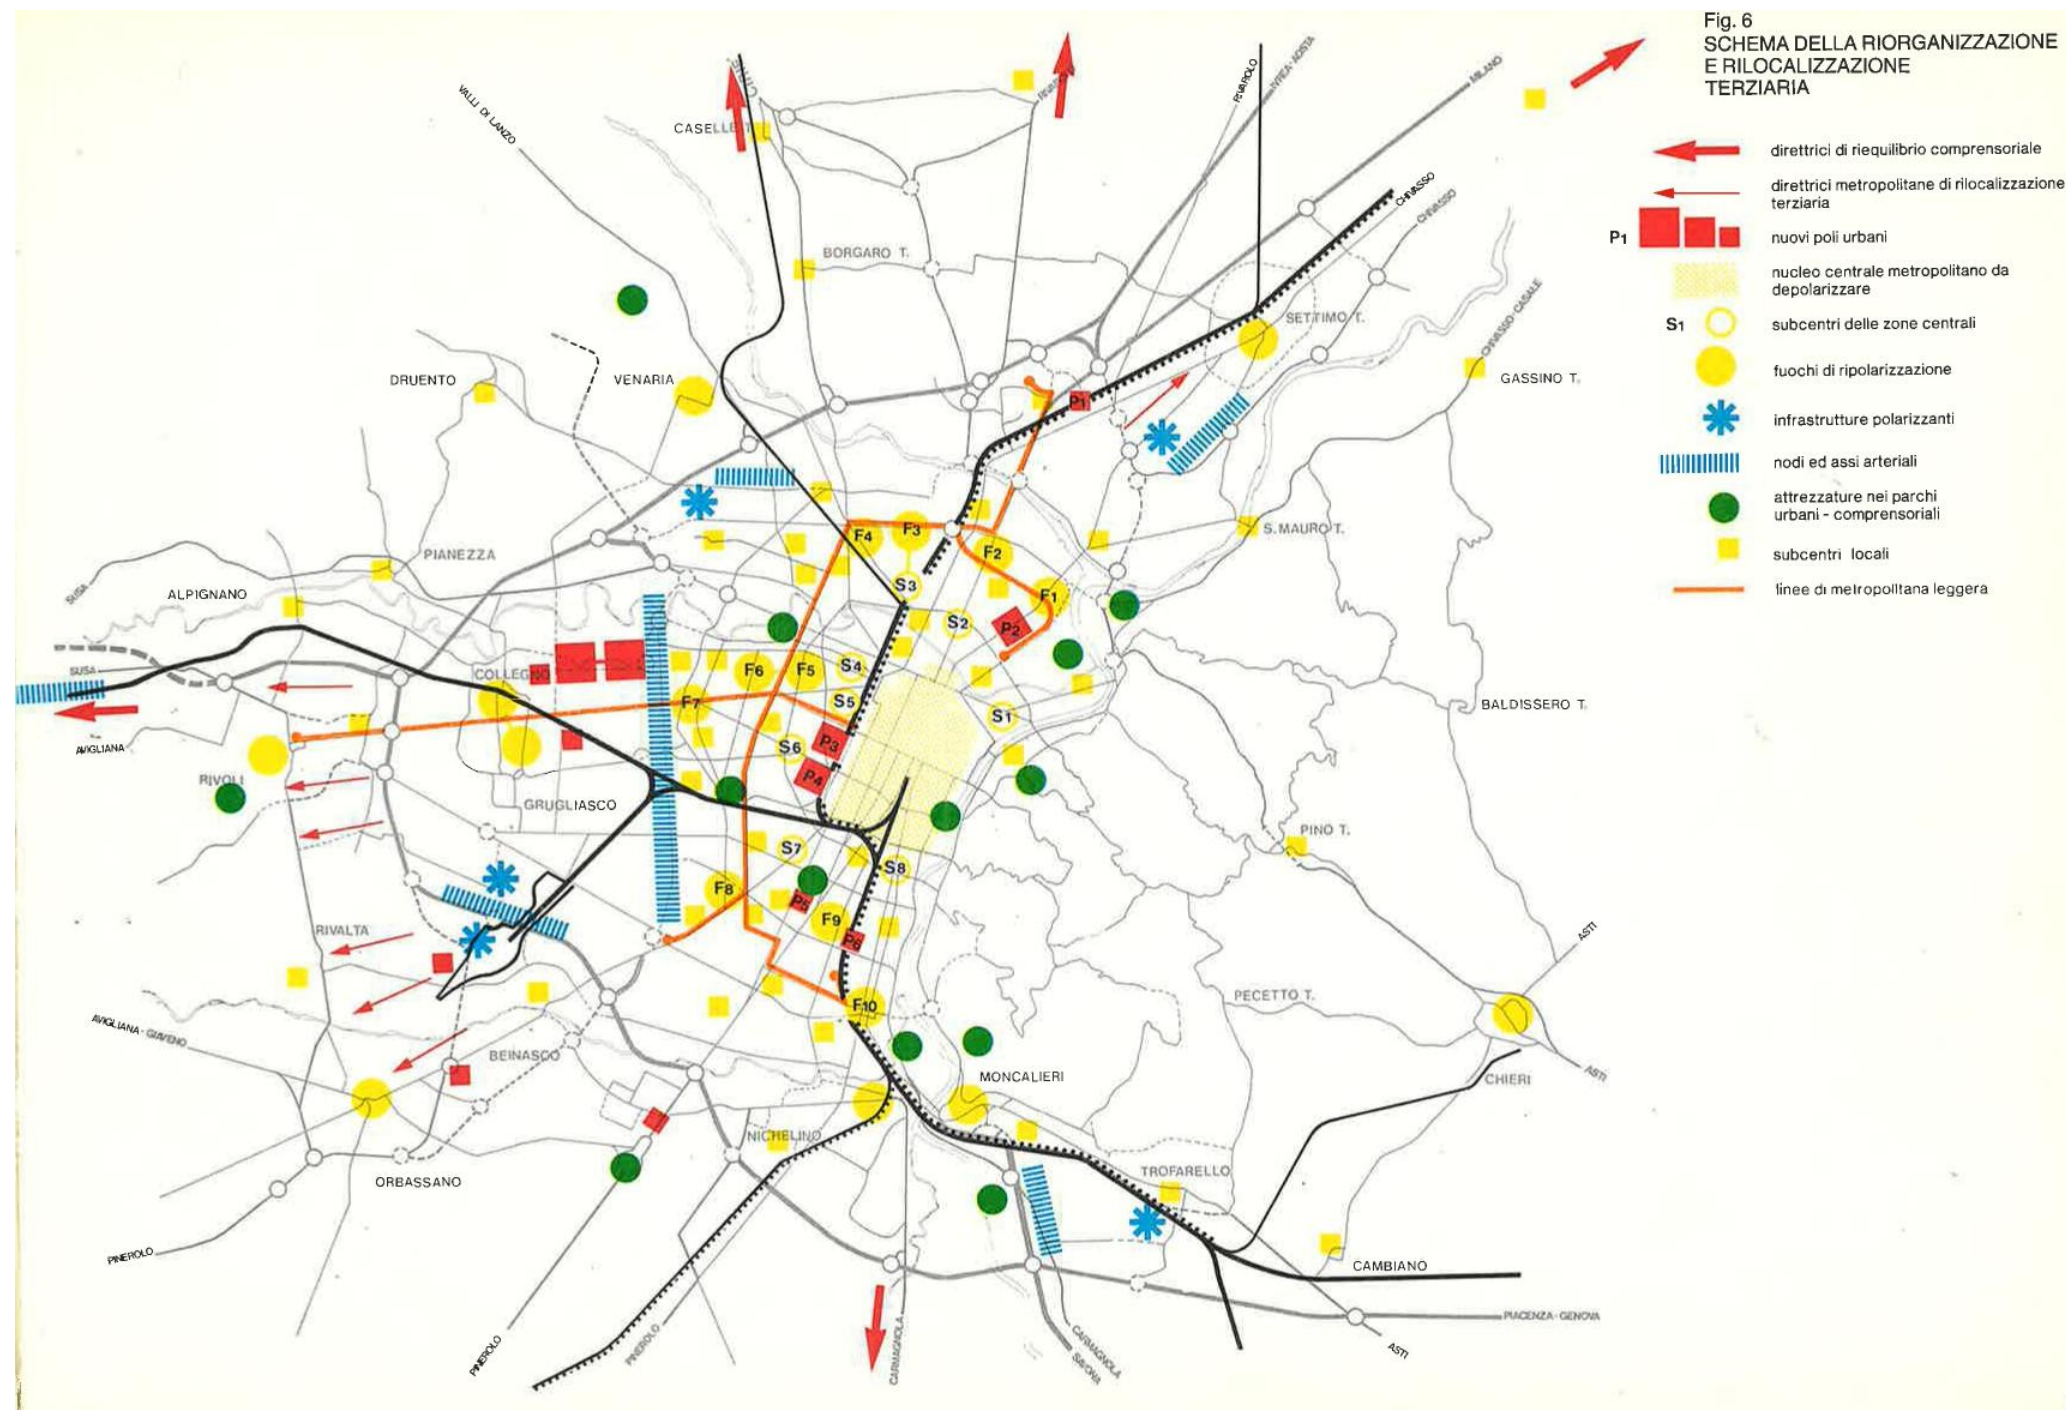 Fig. 6
SCHEMA DELLA RIORGANIZZAZIONE
E RILOCALIZZAZIONE
TERZIARIA
direttrici di riequilibrio comprensoriale
direttrici metropolitane di rilocalizzazione
terziaria
P1 nuovi poli urbani
nucleo centrale metropolitano da
depolarizzare
S1 subcentri delle zone centrali
fuochi di ripolarizzazione
infrastrutture polarizzanti
nodi ed assi arteriali
attrezzature nei parchi
urbani - comprensoriali
subcentri locali
linee di metropolitana leggera
VALLI DI LANZO
CASELLE T.
RIVAROLO
IVREA-AOSTA
MILANO
CHIVASSO
CHIVASSO
BORGARO T.
SETTIMO T.
CHIVASSO-CASALE
GASSINO T.
DRUENTO
VENARIA
P1
S. MAURO T.
PIANEZZA
F4
F3
F2
SUSA
ALPIGNANO
S3
F1
S2
P2
SUSA
COLLEGNO
F6
F5
S4
F7
S5
S1
BALDISSERO T.
AVIGLIANA
S6
P3
RIVOLI
P4
GRUGLIASCO
PINO T.
S7
S8
F8
P5
F9
RIVALTA
P6
ASTI
PECETTO T.
F10
AVIGLIANA - GIAVENO
BEINASCO
MONCALIERI
CHIERI
ASTI
NICHELINO
TROFARELLO
ORBASSANO
PINEROLO
CAMBIANO
PIACENZA - GENOVA
PINEROLO
PINEROLO
CARMAGNOLA
CARMAGNOLA
SAVONA
ASTI